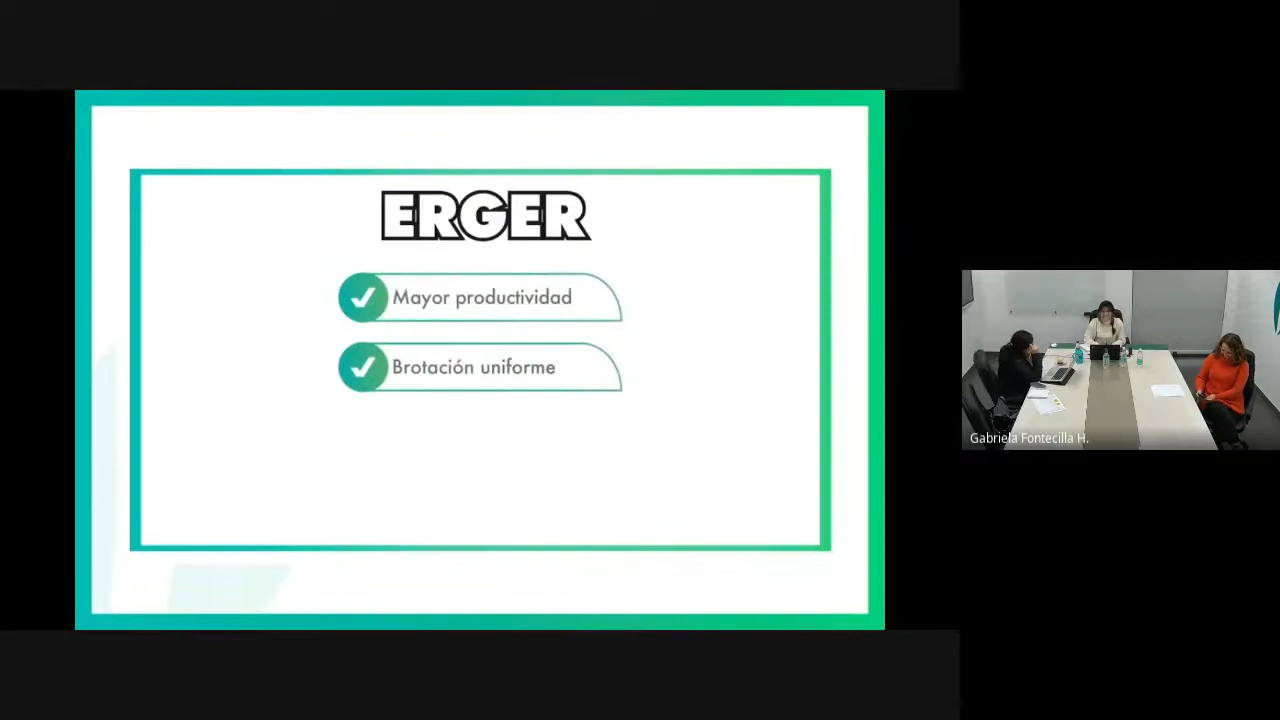 ERGER
Mayor productividad
Brotación uniforme
Gabriela Fontecilla H.